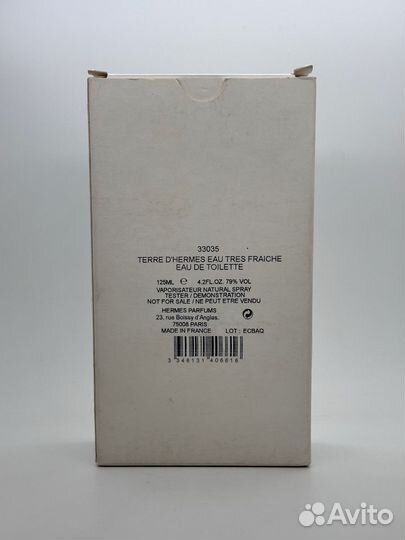 33035
TERRE D'HERMES EAU TRES FRAICHE
EAU DE TOILETTE
125ML ℮ 4.2FL.OZ. 79% VOL
VAPORISATEUR NATURAL SPRAY
TESTER / DEMONSTRATION
NOT FOR SALE / NE PEUT ETRE VENDU
HERMES PARFUMS
23, rue Boissy d'Anglas,
75008 PARIS
MADE IN FRANCE LOT : ECBAQ
3 346131 406616
Avito